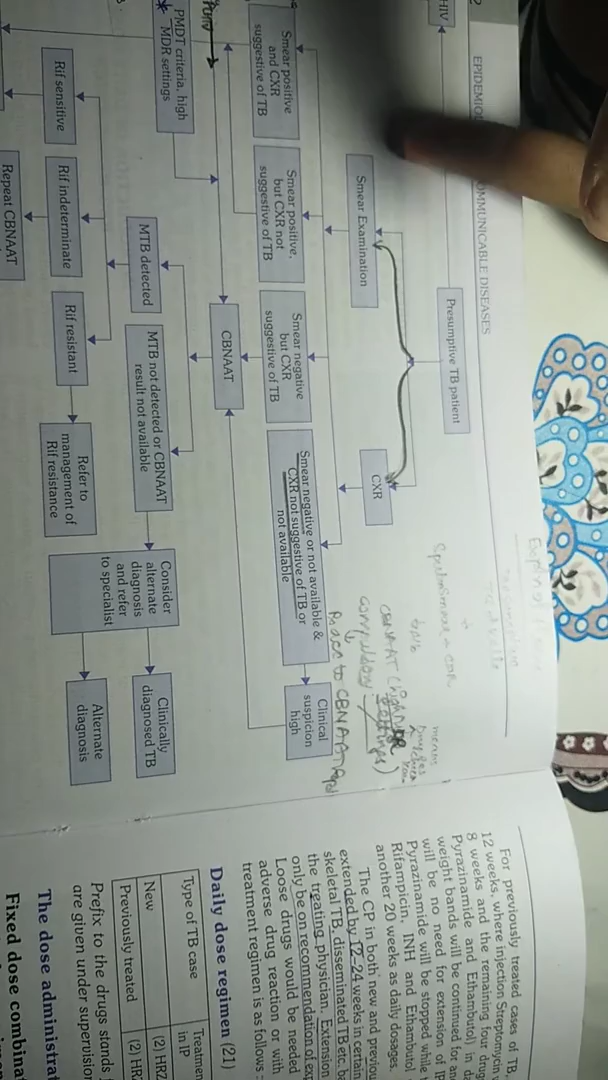 EPIDEMIO
OMMUNICABLE DISEASES
HIV
Presumptive TB patient
Smear Examination
CXR
Smear positive
and CXR
suggestive of TB
Smear positive,
but CXR not
suggestive of TB
Smear negative
but CXR
suggestive of TB
Smear negative or not available &
CXR not suggestive of TB or
not available
Clinical
suspicion
high
PMDT criteria, high
MDR settings
CBNAAT
MTB detected
MTB not detected or CBNAAT
result not available
Consider
alternate
diagnosis
and refer
to specialist
Clinically
diagnosed TB
Rif sensitive
Rif indeterminate
Rif resistant
Refer to
management of
Rif resistance
Alternate
diagnosis
Repeat CBNAAT
CBNAAT
compulsory
to CBNAAT
For previously treated cases of TB,
12 weeks, where injection Streptomycin
8 weeks and the remaining four drug
Pyrazinamide and Ethambutol) in d
weight bands will be continued for an
will be no need for extension of IP
Pyrazinamide will be stopped while
Rifampicin, INH and Ethambutol
another 20 weeks as daily dosages.
The CP in both new and previou
extended by 12-24 weeks in certain
skeletal TB, disseminated TB etc. b
the treating physician. Extension
only be on recommendation of exp
Loose drugs would be needed
adverse drug reaction or with
treatment regimen is as follows :
Daily dose regimen (21)
Type of TB case
Treatmen
in IP
New
(2) HRZ
Previously treated
(2) HRZ
Prefix to the drugs stands
are given under supervision
The dose administrat
Fixed dose combinat